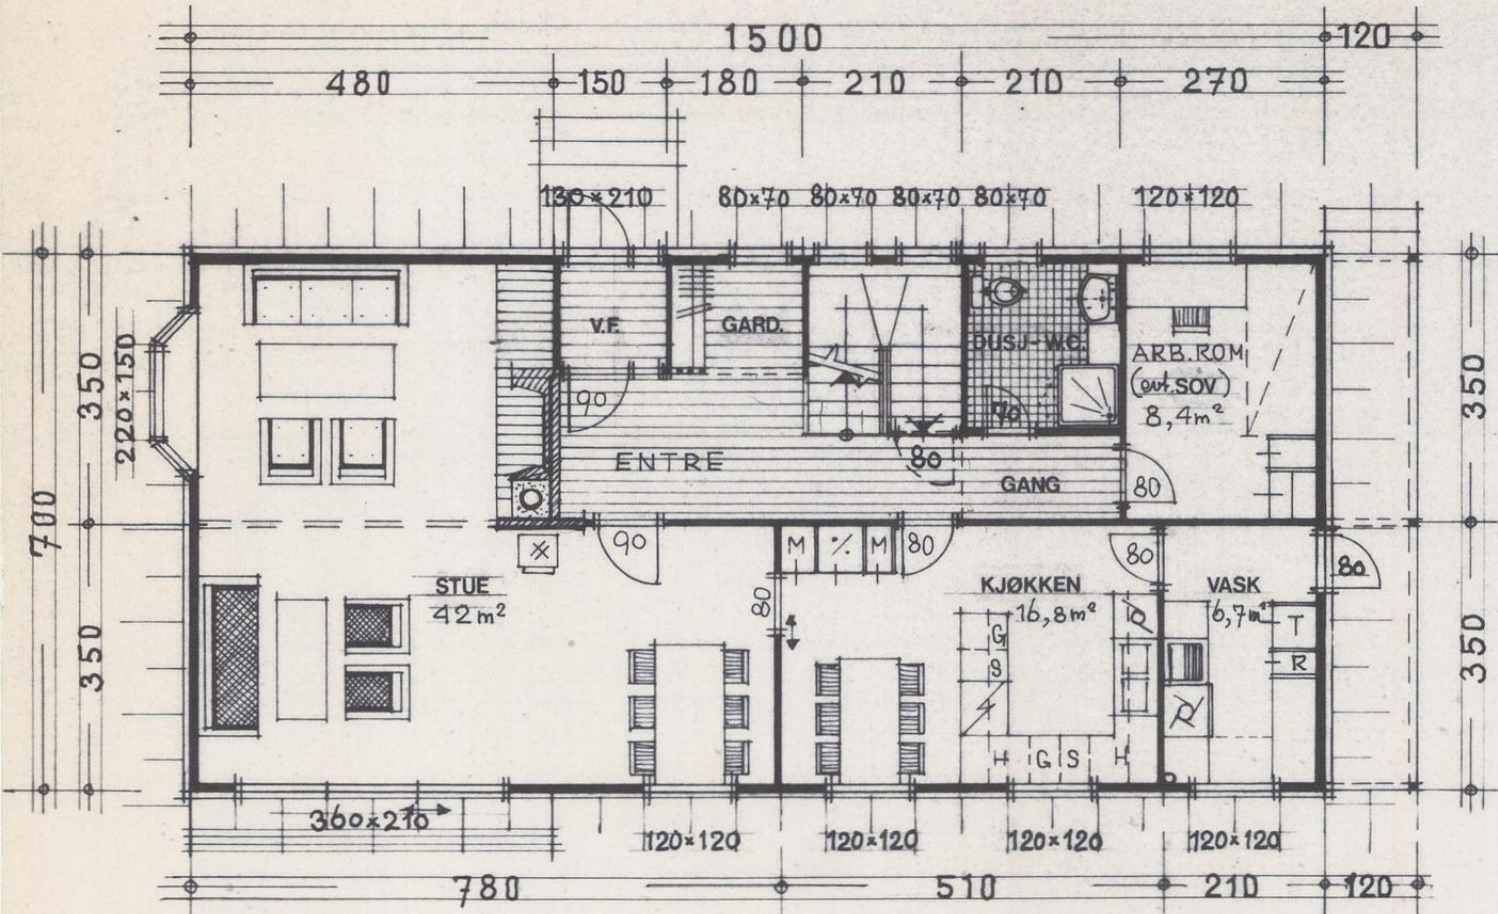 1500 120
480 150 180 210 210 270
130×210 80×70 80×70 80×70 80×70 120×120
V.F. GARD. DUSJ-W.C.
ARB.ROM
(evt.SOV)
8,4m²
350
220×150
350
90
70
ENTRE
80
GANG
80
700
90
M
%
M
80
80
80
STUE
42m²
80
KJØKKEN
16,8m²
VASK
6,7m²
T
R
G
S
350
350
H G S H
360×210
120×120 120×120 120×120 120×120
780 510 210 120